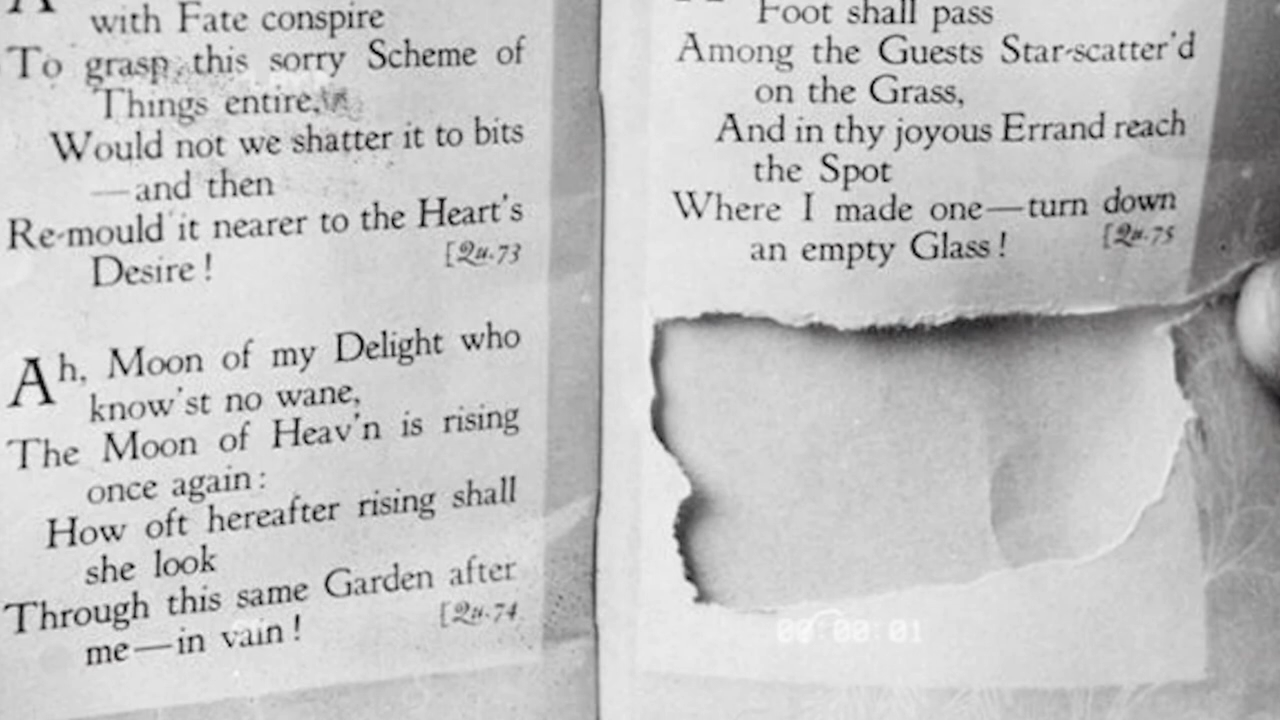 with Fate conspire
To grasp this sorry Scheme of
Things entire,
Would not we shatter it to bits
—and then
Re-mould it nearer to the Heart's
Desire !
[Qu. 73
Ah, Moon of my Delight who
know'st no wane,
The Moon of Heav'n is rising
once again :
How oft hereafter rising shall
she look
Through this same Garden after
me—in vain !
[Qu. 74
Foot shall pass
Among the Guests Star-scatter'd
on the Grass,
And in thy joyous Errand reach
the Spot
Where I made one—turn down
an empty Glass !
[Qu. 75
00:00:01